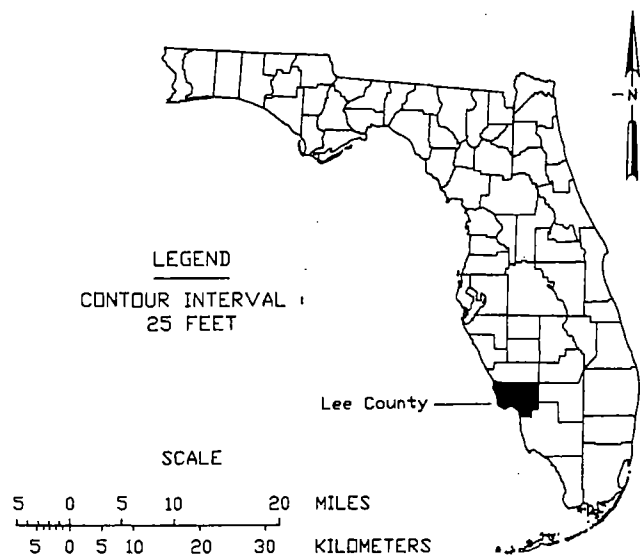 N
LEGEND
CONTOUR INTERVAL :
25 FEET
Lee County
SCALE
5 0 5 10 20 MILES
5 0 5 10 20 30 KILOMETERS